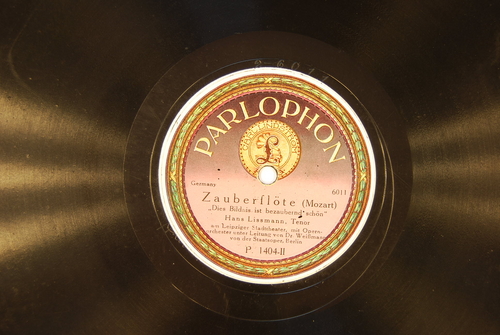 6011
PARLOPHON
Germany
6011
Zauberflöte (Mozart)
„Dies Bildnis ist bezaubernd schön"
Hans Lissmann, Tenor
am Leipziger Stadttheater, mit Opern-
orchester unter Leitung von Dr. Weißmann
von der Staatsoper, Berlin
P. 1404-II